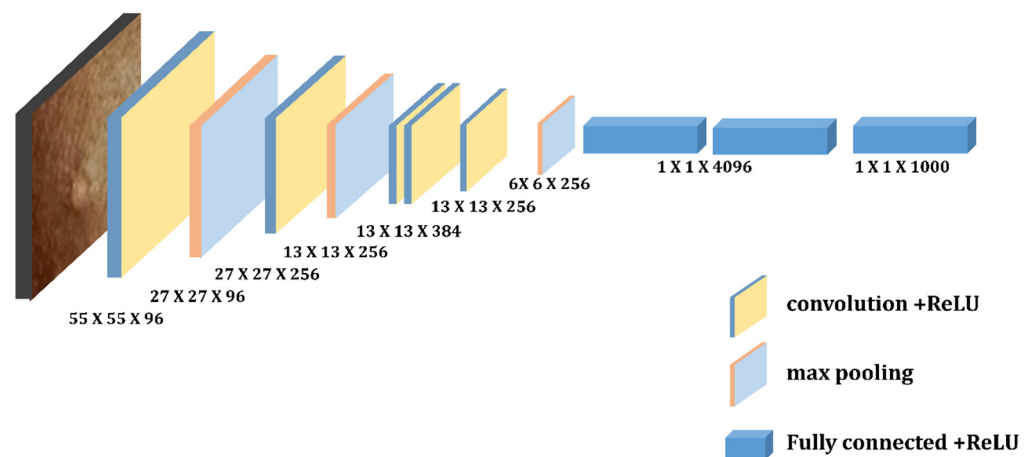 55 X 55 X 96
27 X 27 X 96
27 X 27 X 256
13 X 13 X 256
13 X 13 X 384
13 X 13 X 256
6X 6 X 256
1 X 1 X 4096
1 X 1 X 1000
convolution +ReLU
max pooling
Fully connected +ReLU